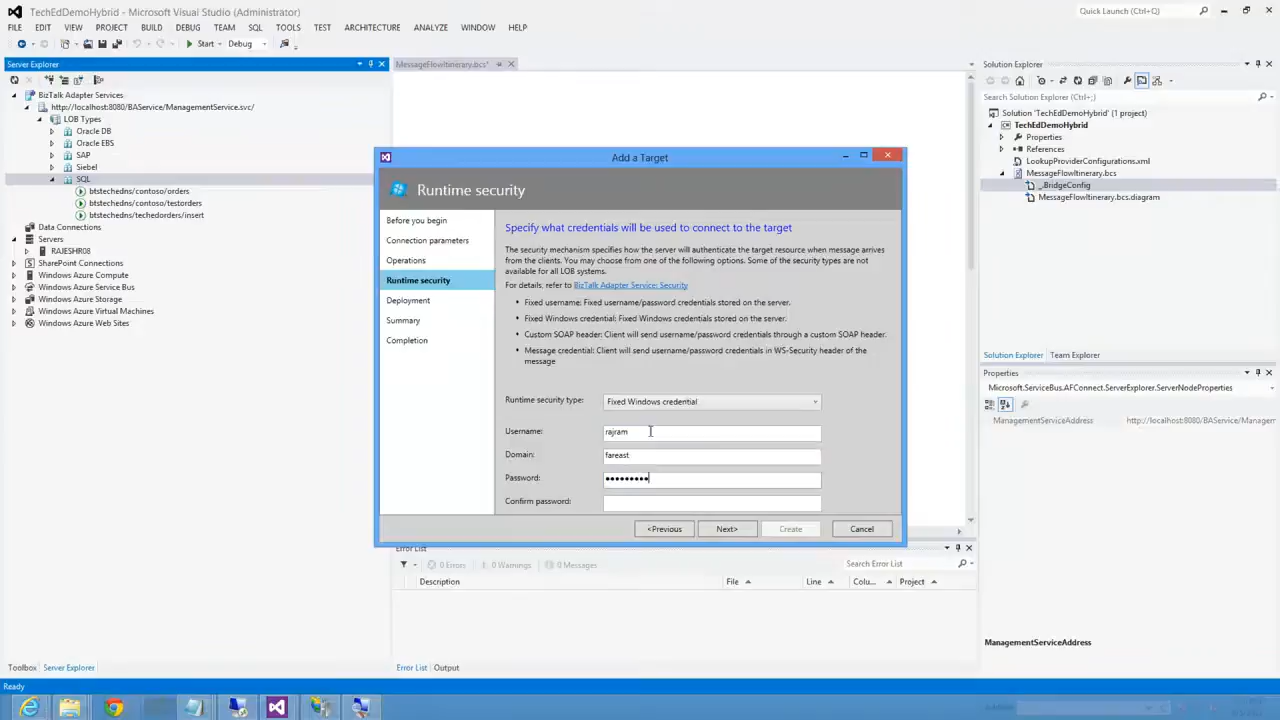 TechEdDemoHybrid - Microsoft Visual Studio (Administrator)
Quick Launch (Ctrl+;)
FILE EDIT VIEW PROJECT BUILD DEBUG TEAM SQL TOOLS TEST ARCHITECTURE ANALYZE WINDOW HELP
Start Debug
Server Explorer
BizTalk Adapter Services
http://localhost:8080/BAService/ManagementService.svc/
LOB Types
Oracle DB
Oracle EBS
SAP
Siebel
SQL
btstechedns/contoso/orders
btstechedns/contoso/testorders
btstechedns/techedorders/insert
Data Connections
Servers
RAJESHR08
SharePoint Connections
Windows Azure Compute
Windows Azure Service Bus
Windows Azure Storage
Windows Azure Virtual Machines
Windows Azure Web Sites
Toolbox Server Explorer
MessageFlowItinerary.bcs*
Add a Target
Runtime security
Before you begin
Connection parameters
Operations
Runtime security
Deployment
Summary
Completion
Specify what credentials will be used to connect to the target
The security mechanism specifies how the server will authenticate the target resource when message arrives
from the clients. You may choose from one of the following options. Some of the security types are not
available for all LOB systems.
For details, refer to BizTalk Adapter Service: Security
• Fixed username: Fixed username/password credentials stored on the server.
• Fixed Windows credential: Fixed Windows credentials stored on the server.
• Custom SOAP header: Client will send username/password credentials through a custom SOAP header.
• Message credential: Client will send username/password credentials in WS-Security header of the
message
Runtime security type: Fixed Windows credential
Username: rajram
Domain: fareast
Password: •••••••••
Confirm password:
<Previous Next> Create Cancel
Error List
0 Errors 0 Warnings 0 Messages
Search Error List
Description File Line Colu... Project
Error List Output
Solution Explorer
Search Solution Explorer (Ctrl+;)
Solution 'TechEdDemoHybrid' (1 project)
TechEdDemoHybrid
Properties
References
LookupProviderConfigurations.xml
MessageFlowItinerary.bcs
_.BridgeConfig
MessageFlowItinerary.bcs.diagram
Solution Explorer Team Explorer
Properties
Microsoft.ServiceBus.AFConnect.ServerExplorer.ServerNodeProperties
ManagementServiceAddress http://localhost:8080/BAService/Managem
ManagementServiceAddress
Ready